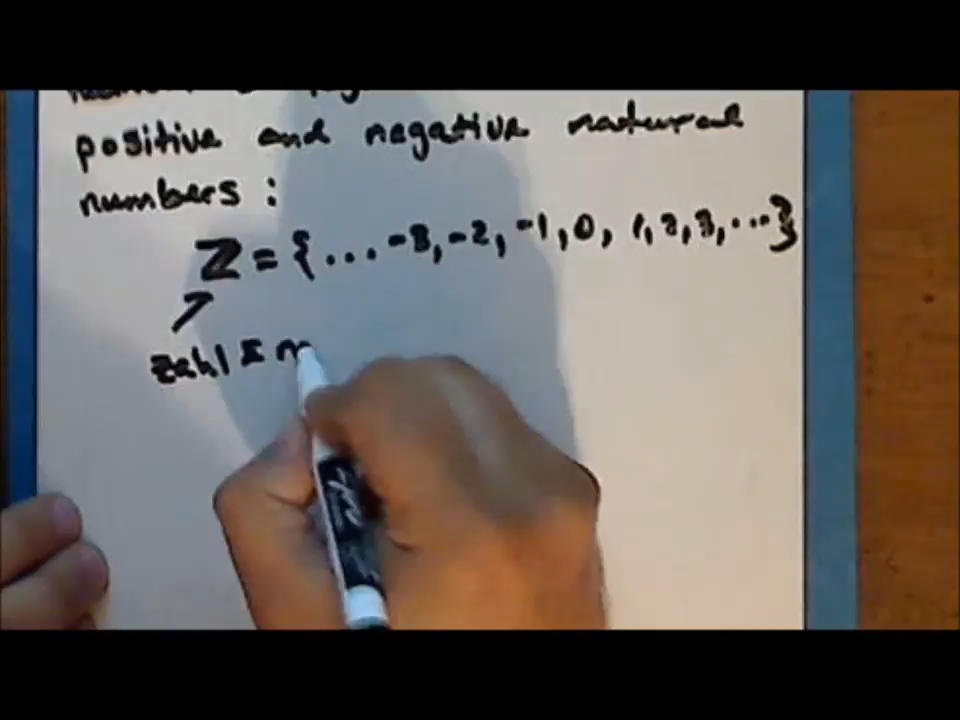 positive and negative natural
numbers :
Z = {... -3, -2, -1, 0, 1, 2, 3, ...}
zahl = n